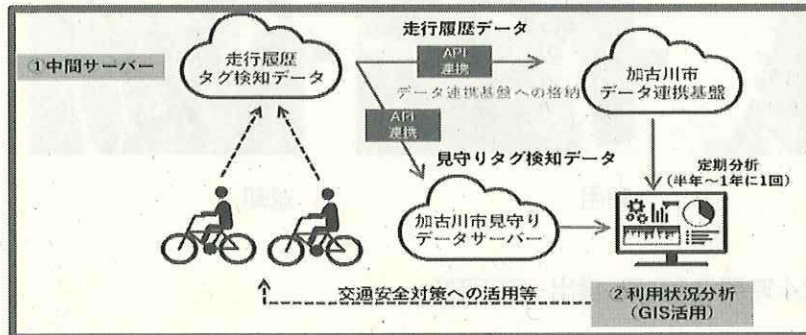 走行履歴データ
①中間サーバー
走行履歴
タグ検知データ
API
連携
加古川市
データ連携基盤
データ連携基盤への格納
API
連携
見守りタグ検知データ
定期分析
(半年～1年に1回)
加古川市見守り
データサーバー
交通安全対策への活用等
②利用状況分析
(GIS活用)